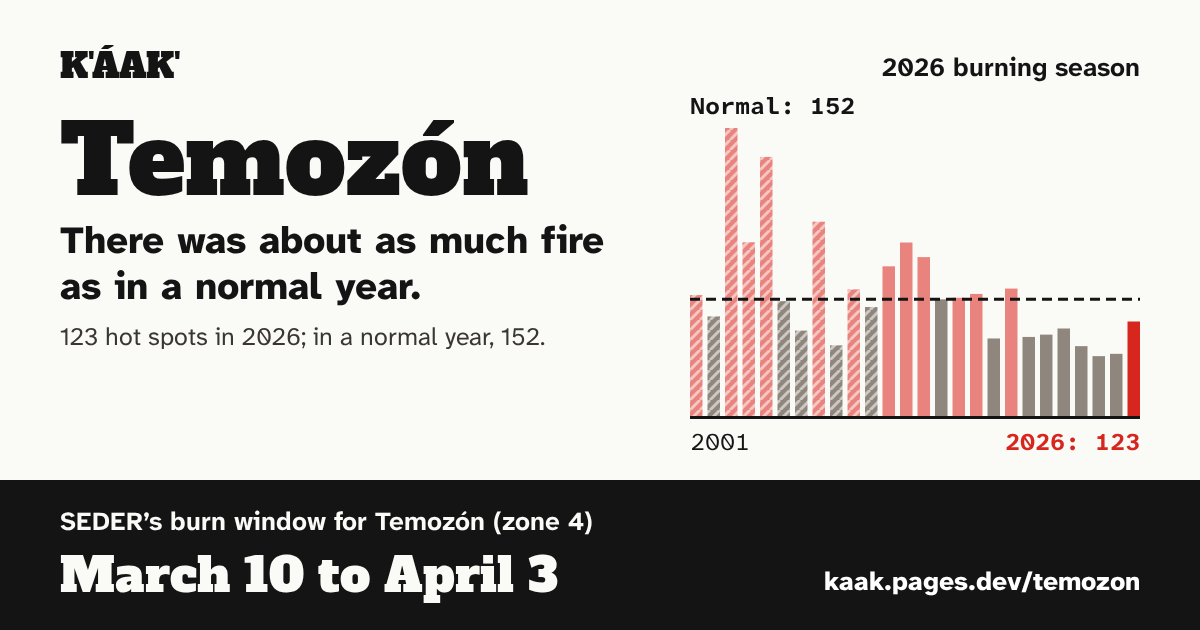 K'ÁAK'
2026 burning season
Temozón
There was about as much fire
as in a normal year.
123 hot spots in 2026; in a normal year, 152.
Normal: 152
2001
2026: 123
SEDER’s burn window for Temozón (zone 4)
March 10 to April 3
kaak.pages.dev/temozon